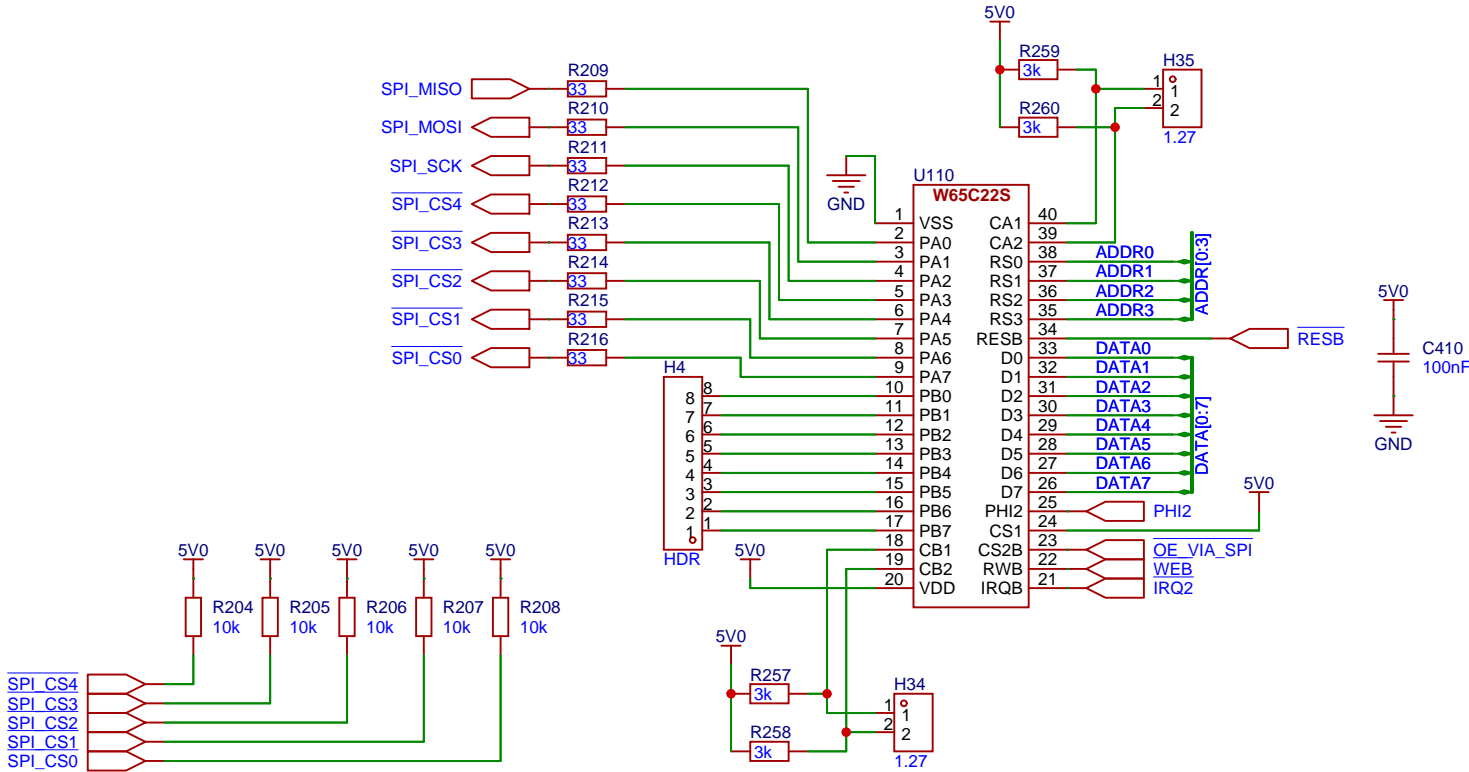 5V0
R259
3k
H35
1
1
2
2
R260
3k
1.27
SPI_MISO
R209
33
SPI_MOSI
R210
33
SPI_SCK
R211
33
SPI_CS4
R212
33
SPI_CS3
R213
33
SPI_CS2
R214
33
SPI_CS1
R215
33
SPI_CS0
R216
33
GND
U110
W65C22S
1 VSS CA1 40
2 PA0 CA2 39
3 PA1 RS0 38 ADDR0
4 PA2 RS1 37 ADDR1
5 PA3 RS2 36 ADDR2
6 PA4 RS3 35 ADDR3
7 PA5 RESB 34 RESB
8 PA6 D0 33 DATA0
9 PA7 D1 32 DATA1
10 PB0 D2 31 DATA2
11 PB1 D3 30 DATA3
12 PB2 D4 29 DATA4
13 PB3 D5 28 DATA5
14 PB4 D6 27 DATA6
15 PB5 D7 26 DATA7
16 PB6 PHI2 25 PHI2
17 PB7 CS1 24
18 CB1 CS2B 23 OE_VIA_SPI
19 CB2 RWB 22 WEB
20 VDD IRQB 21 IRQ2
ADDR[0:3]
DATA[0:7]
5V0
5V0
C410
100nF
GND
H4
8 8
7 7
6 6
5 5
4 4
3 3
2 2
1 1
HDR
5V0
5V0
5V0
5V0
5V0
5V0
R204
10k
R205
10k
R206
10k
R207
10k
R208
10k
SPI_CS4
SPI_CS3
SPI_CS2
SPI_CS1
SPI_CS0
5V0
R257
3k
R258
3k
H34
1
1
2
2
1.27